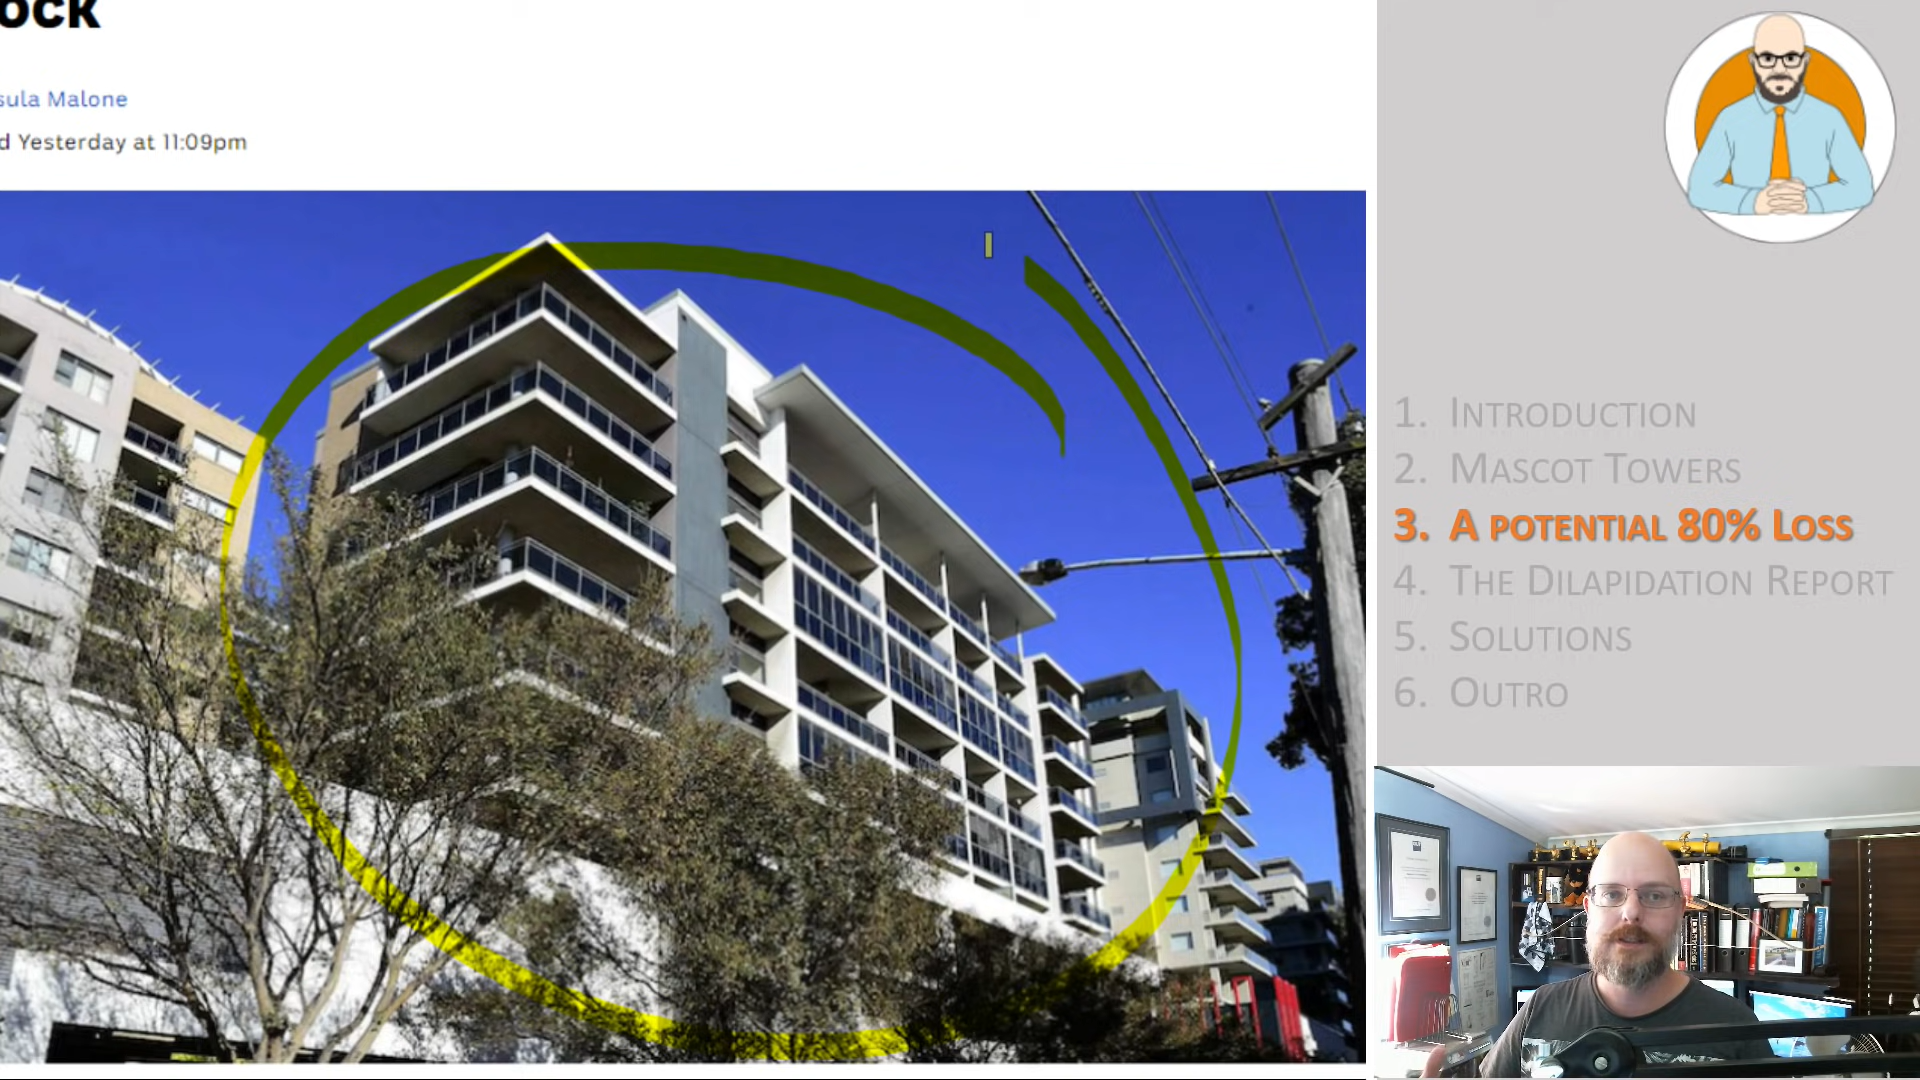 ock
sula Malone
d Yesterday at 11:09pm
1. Introduction
2. Mascot Towers
3. A potential 80% Loss
4. The Dilapidation Report
5. Solutions
6. Outro